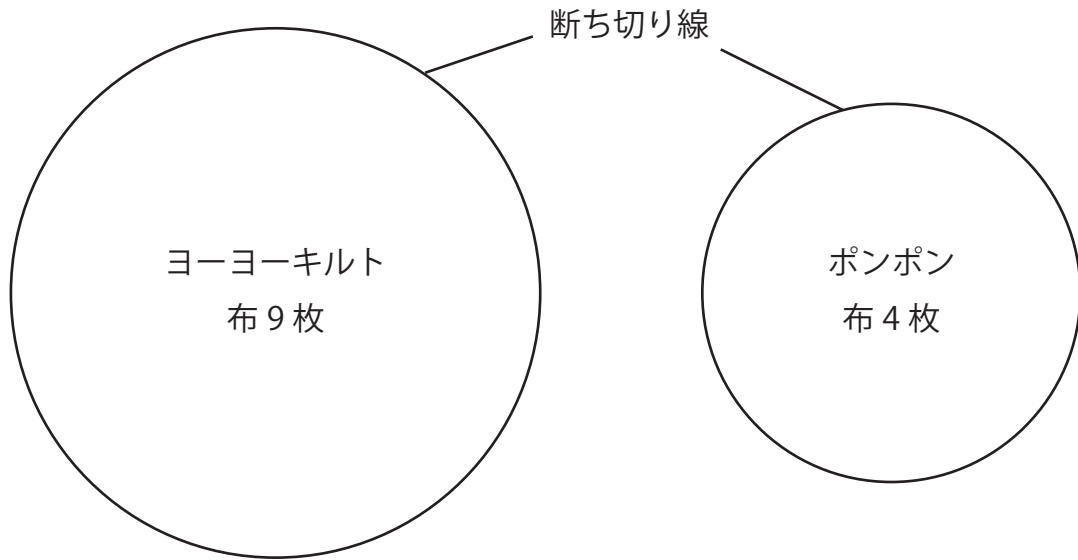 断ち切り線
ヨーヨーキルト
布 9 枚
ポンポン
布 4 枚